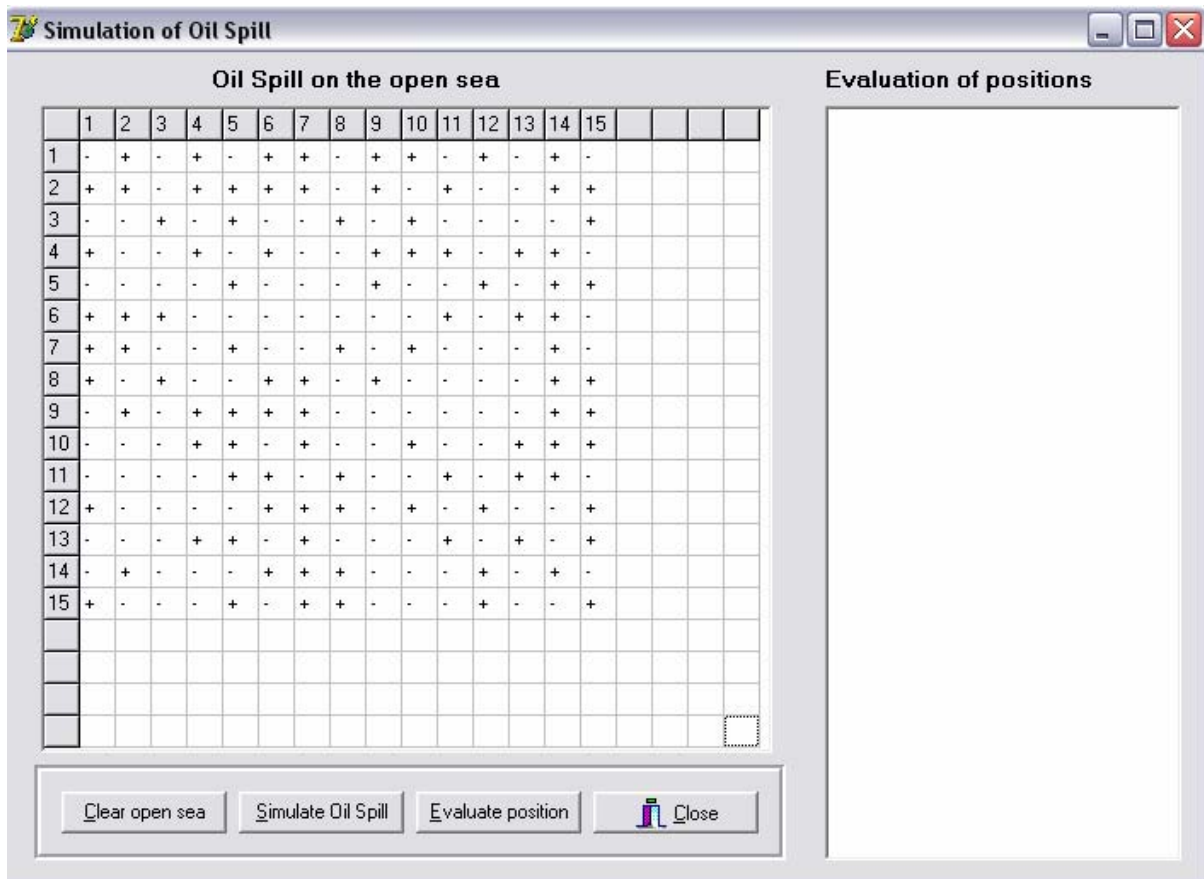 Simulation of Oil Spill
Oil Spill on the open sea
Evaluation of positions
1 2 3 4 5 6 7 8 9 10 11 12 13 14 15
1 - + - + - + + - + + - + - + -
2 + + - + + + + - + - + - - + +
3 - - + - + - - + - + - - - - +
4 + - - + - + - - + + + - + + -
5 - - - - + - - - + - - + - + +
6 + + + - - - - - - - + - + + -
7 + + - - + - - + - + - - - + -
8 + - + - - + + - + - - - - + +
9 - + - + + + + - - - - - - + +
10 - - - + + - + - - + - - + + +
11 - - - - + + - + - - + - + + -
12 + - - - - + + + - + - + - - +
13 - - - + + - + - - - + - + - +
14 - + - - - + + + - - - + - + -
15 + - - - + - + + - - - + - - +
Clear open sea Simulate Oil Spill Evaluate position Close